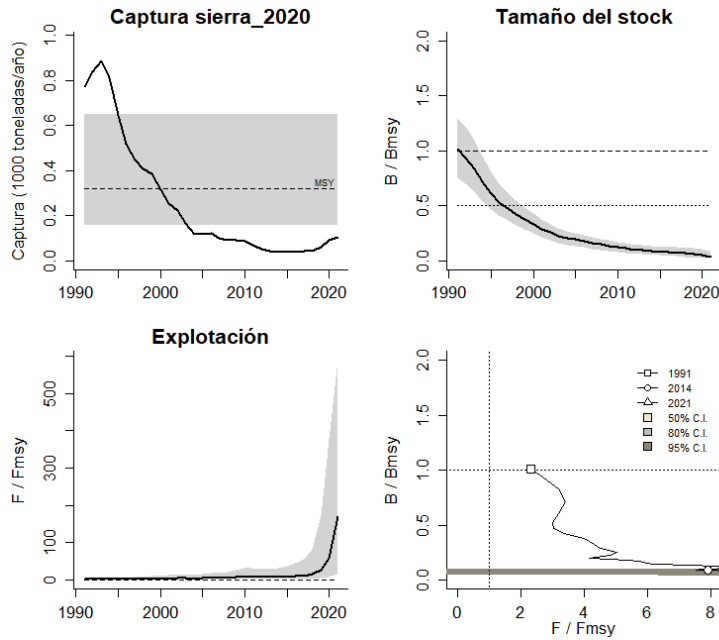 Captura sierra_2020
Captura (1000 toneladas/año)
0.0 0.2 0.4 0.6 0.8 1.0
MSY
1990 2000 2010 2020
Tamaño del stock
B / Bmsy
0.0 0.5 1.0 1.5 2.0
1990 2000 2010 2020
Explotación
F / Fmsy
0 100 300 500
1990 2000 2010 2020
B / Bmsy
0.0 0.5 1.0 1.5 2.0
1991
2014
2021
50% C.I.
80% C.I.
95% C.I.
0 2 4 6 8
F / Fmsy